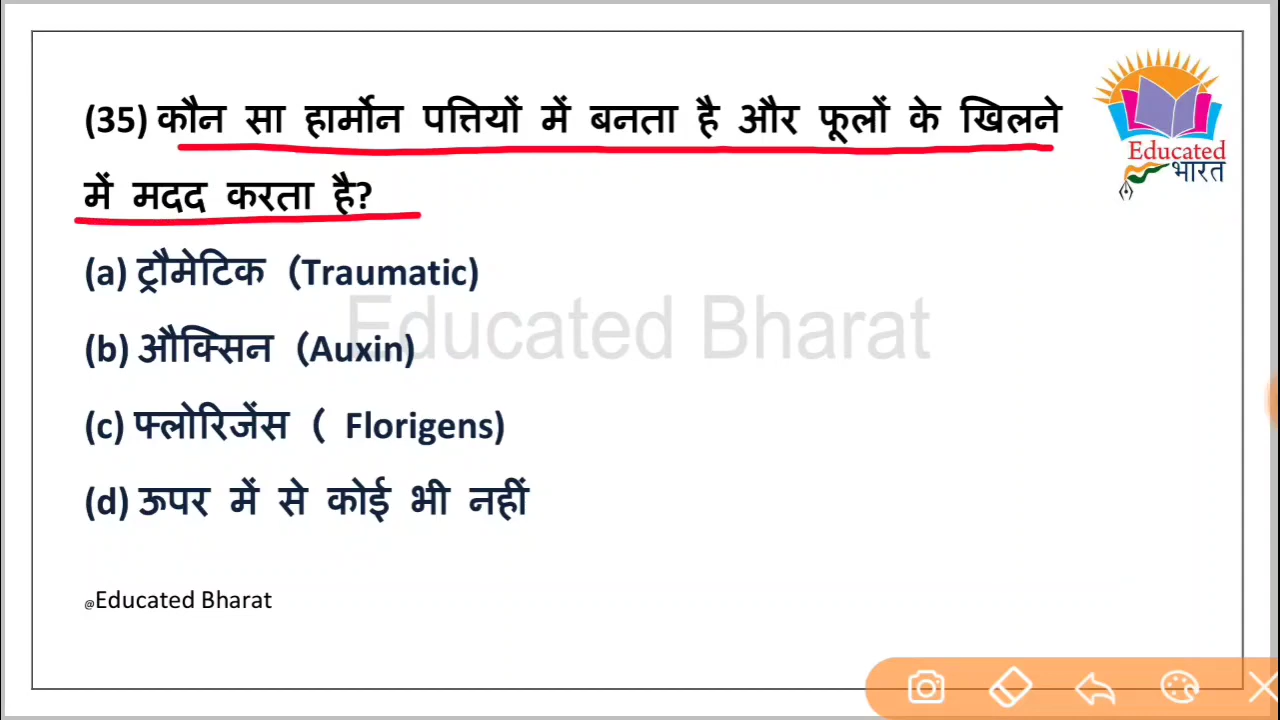 (35) कौन सा हार्मोन पत्तियों में बनता है और फूलों के खिलने
में मदद करता है?
Educated
भारत
(a) ट्रौमेटिक (Traumatic)
Educated Bharat
(b) औक्सिन (Auxin)
(c) फ्लोरिजेंस ( Florigens)
(d) ऊपर में से कोई भी नहीं
@Educated Bharat